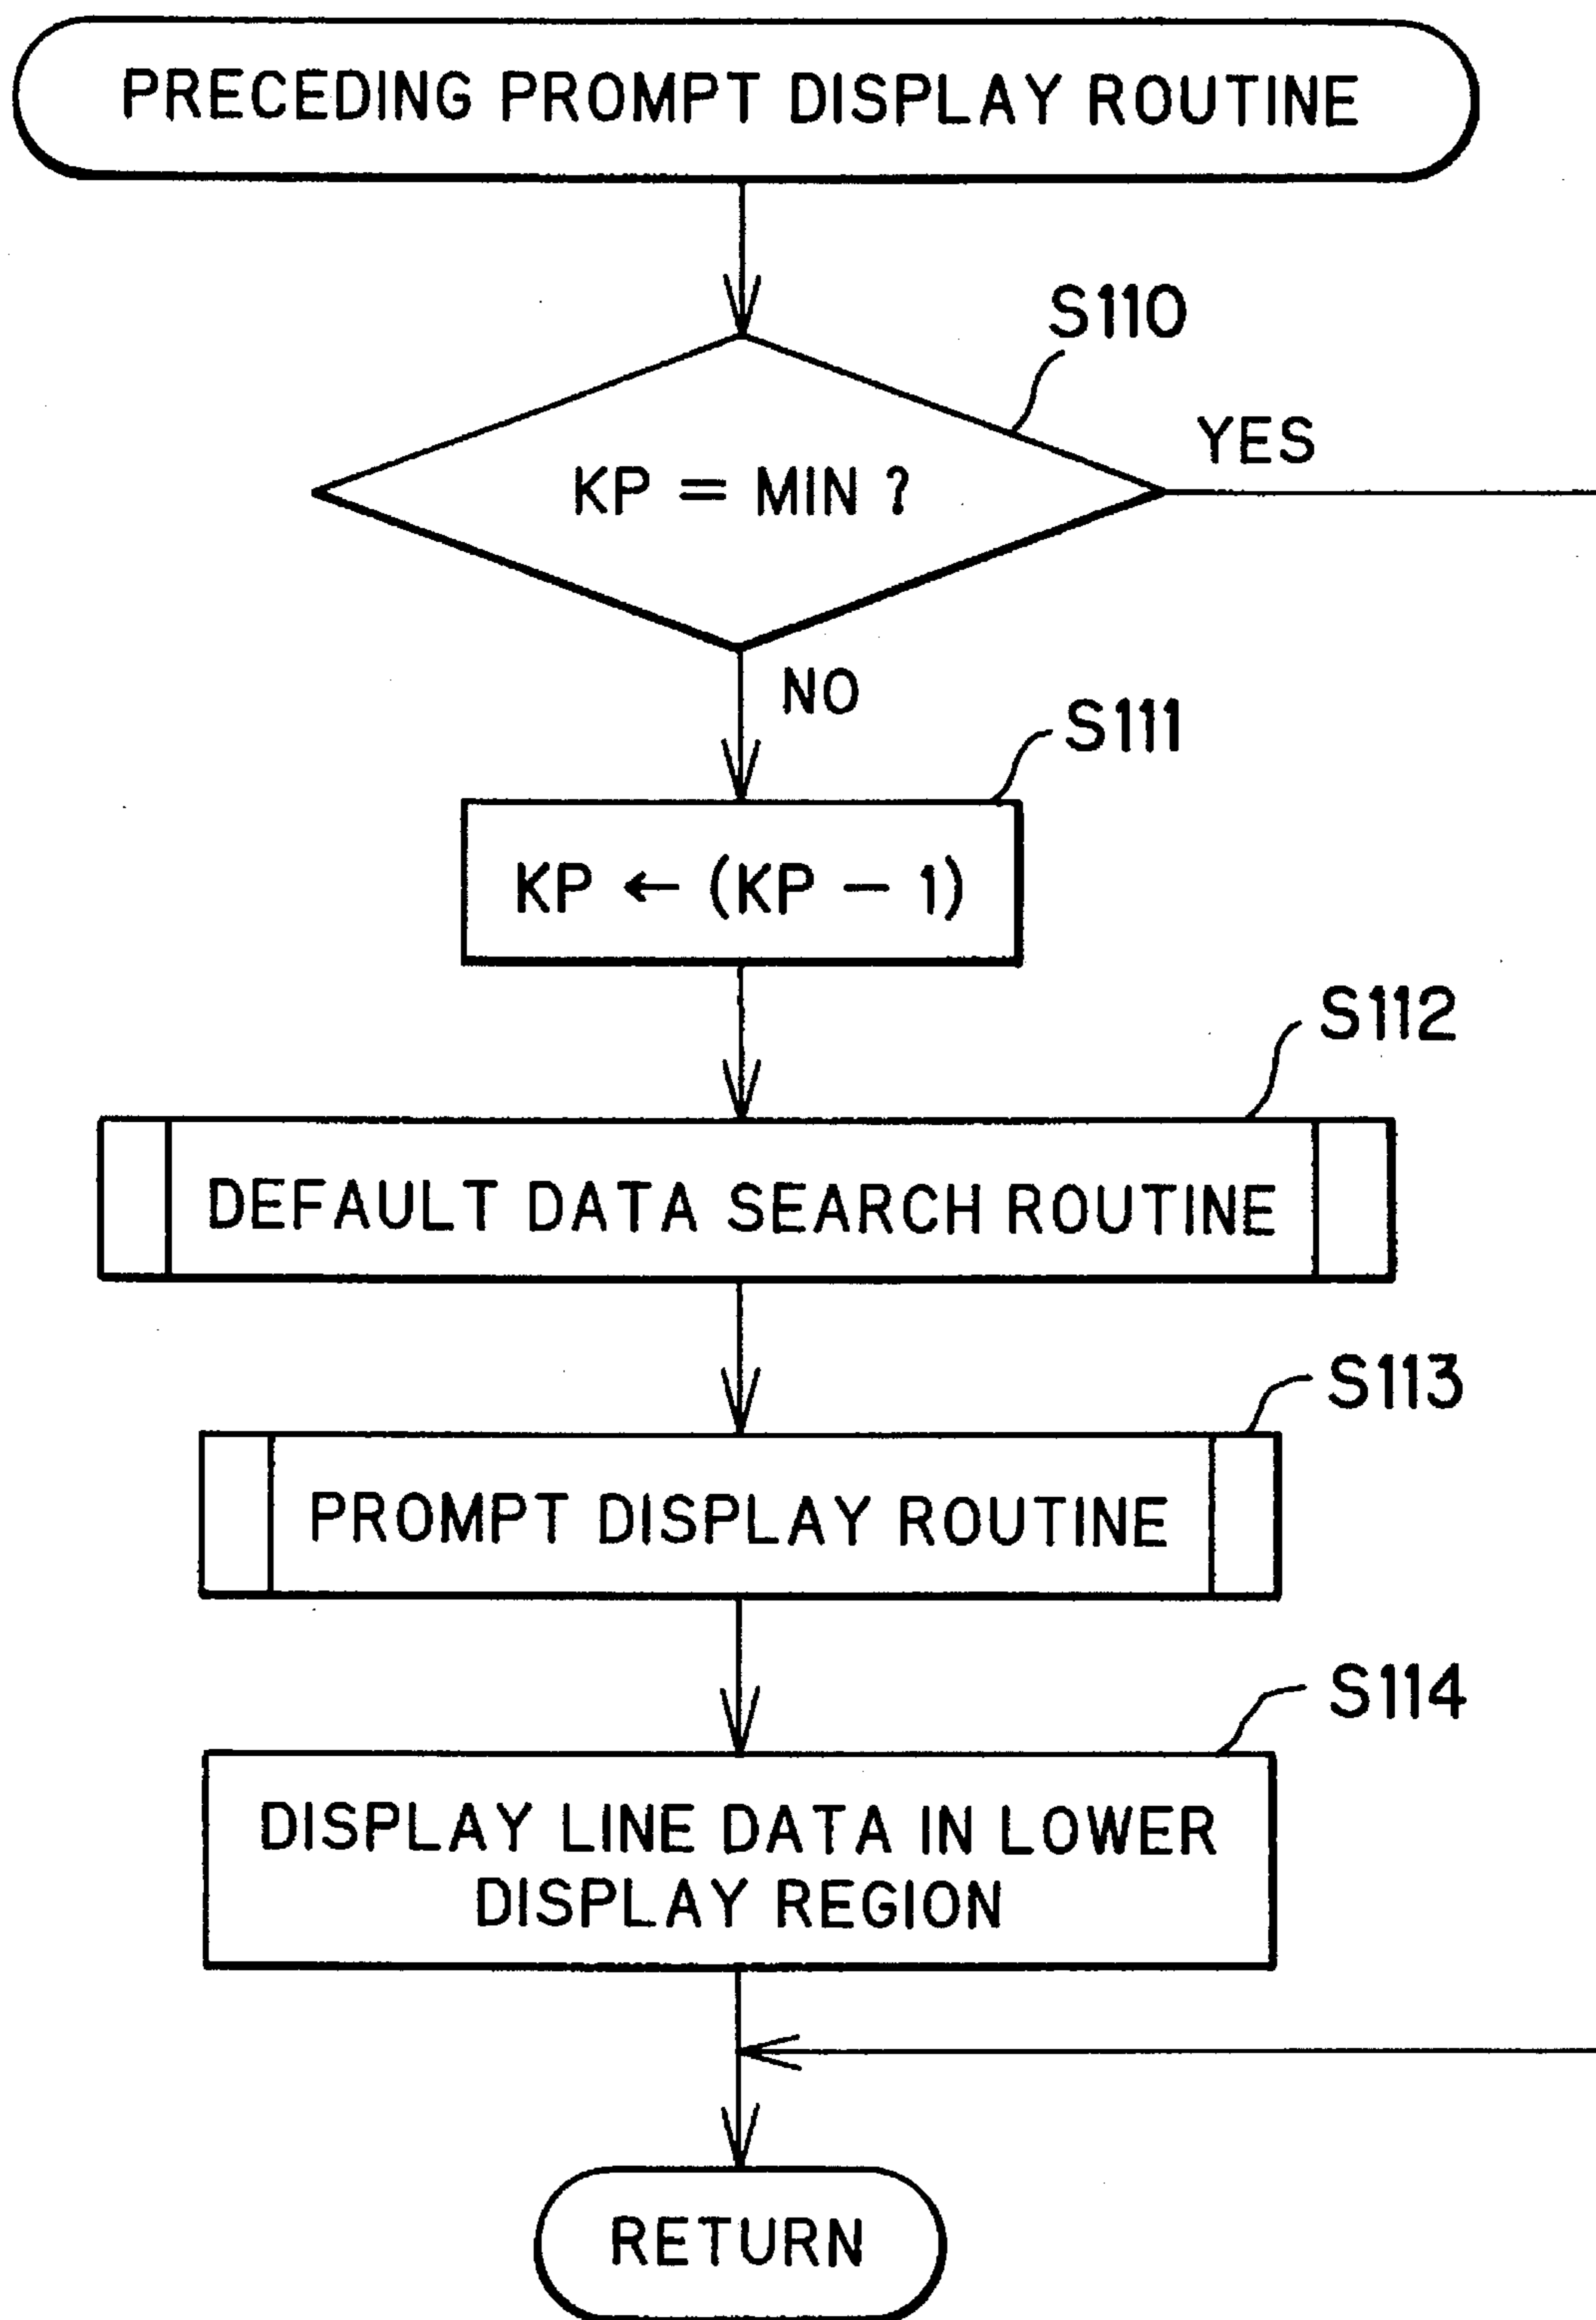 PRECEDING PROMPT DISPLAY ROUTINE
S110
YES
KP = MIN ?
NO
S111
KP ← (KP − 1)
S112
DEFAULT DATA SEARCH ROUTINE
S113
PROMPT DISPLAY ROUTINE
S114
DISPLAY LINE DATA IN LOWER
DISPLAY REGION
RETURN